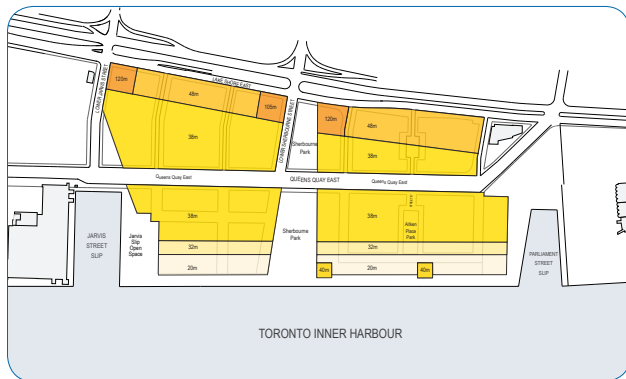 LAKE SHORE EAST
LOWER JARVIS STREET
120m
48m
105m
38m
LOWER SHERBOURNE STREET
Sherbourne
Park
120m
48m
38m
Queens Quay East
QUEENS QUAY EAST
Queens Quay East
38m
32m
20m
JARVIS
STREET
SLIP
Jarvis
Slip
Open
Space
Sherbourne
Park
38m
Aitken
Place
Park
32m
40m
20m
40m
PARLIAMENT
STREET
SLIP
TORONTO INNER HARBOUR